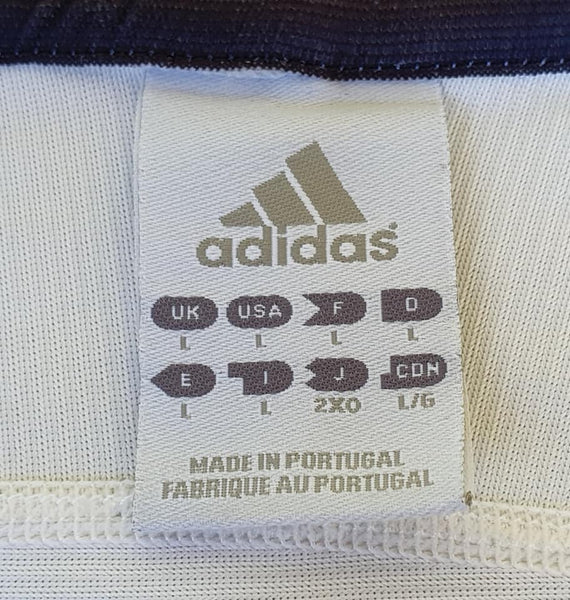 adidas
UK USA F D
L L L L
E I J CDN
L L 2XO L/G
MADE IN PORTUGAL
FABRIQUE AU PORTUGAL